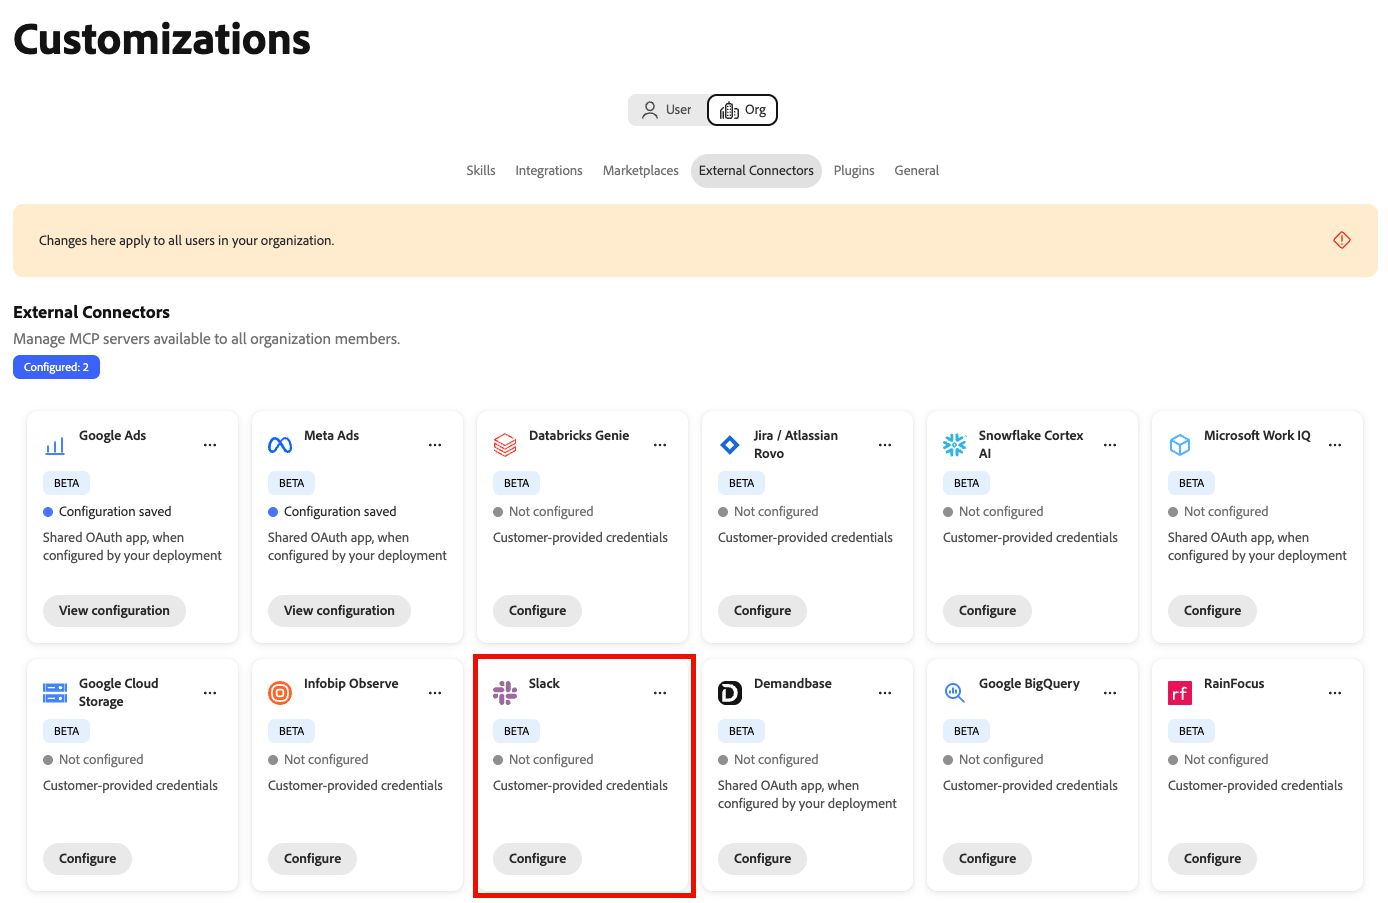 Customizations
User
Org
Skills
Integrations
Marketplaces
External Connectors
Plugins
General
Changes here apply to all users in your organization.
External Connectors
Manage MCP servers available to all organization members.
Configured: 2
Google Ads
BETA
Configuration saved
Shared OAuth app, when
configured by your deployment
View configuration
Meta Ads
BETA
Configuration saved
Shared OAuth app, when
configured by your deployment
View configuration
Databricks Genie
BETA
Not configured
Customer-provided credentials
Configure
Jira / Atlassian
Rovo
BETA
Not configured
Customer-provided credentials
Configure
Snowflake Cortex
AI
BETA
Not configured
Customer-provided credentials
Configure
Microsoft Work IQ
BETA
Not configured
Shared OAuth app, when
configured by your deployment
Configure
Google Cloud
Storage
BETA
Not configured
Customer-provided credentials
Configure
Infobip Observe
BETA
Not configured
Customer-provided credentials
Configure
Slack
BETA
Not configured
Customer-provided credentials
Configure
Demandbase
BETA
Not configured
Shared OAuth app, when
configured by your deployment
Configure
Google BigQuery
BETA
Not configured
Customer-provided credentials
Configure
rf
RainFocus
BETA
Not configured
Customer-provided credentials
Configure